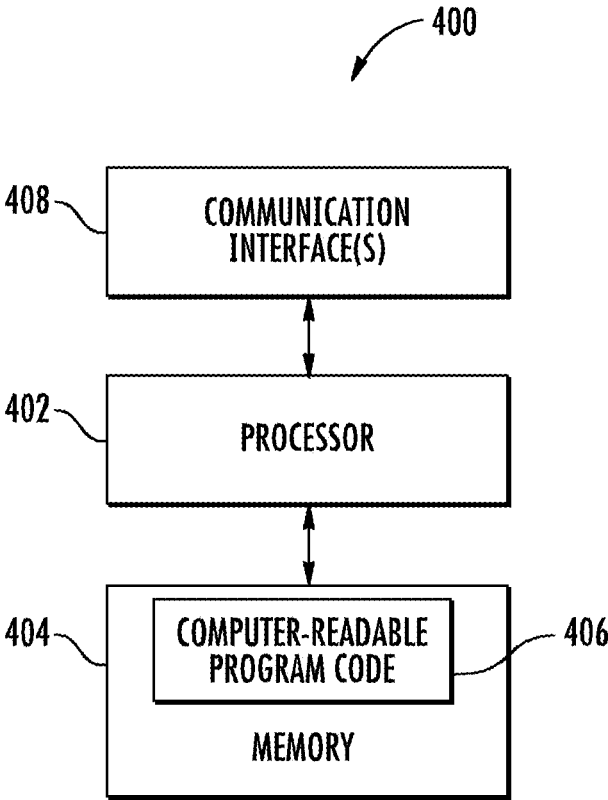 400
408
COMMUNICATION
INTERFACE(S)
402
PROCESSOR
404
COMPUTER-READABLE
PROGRAM CODE
406
MEMORY